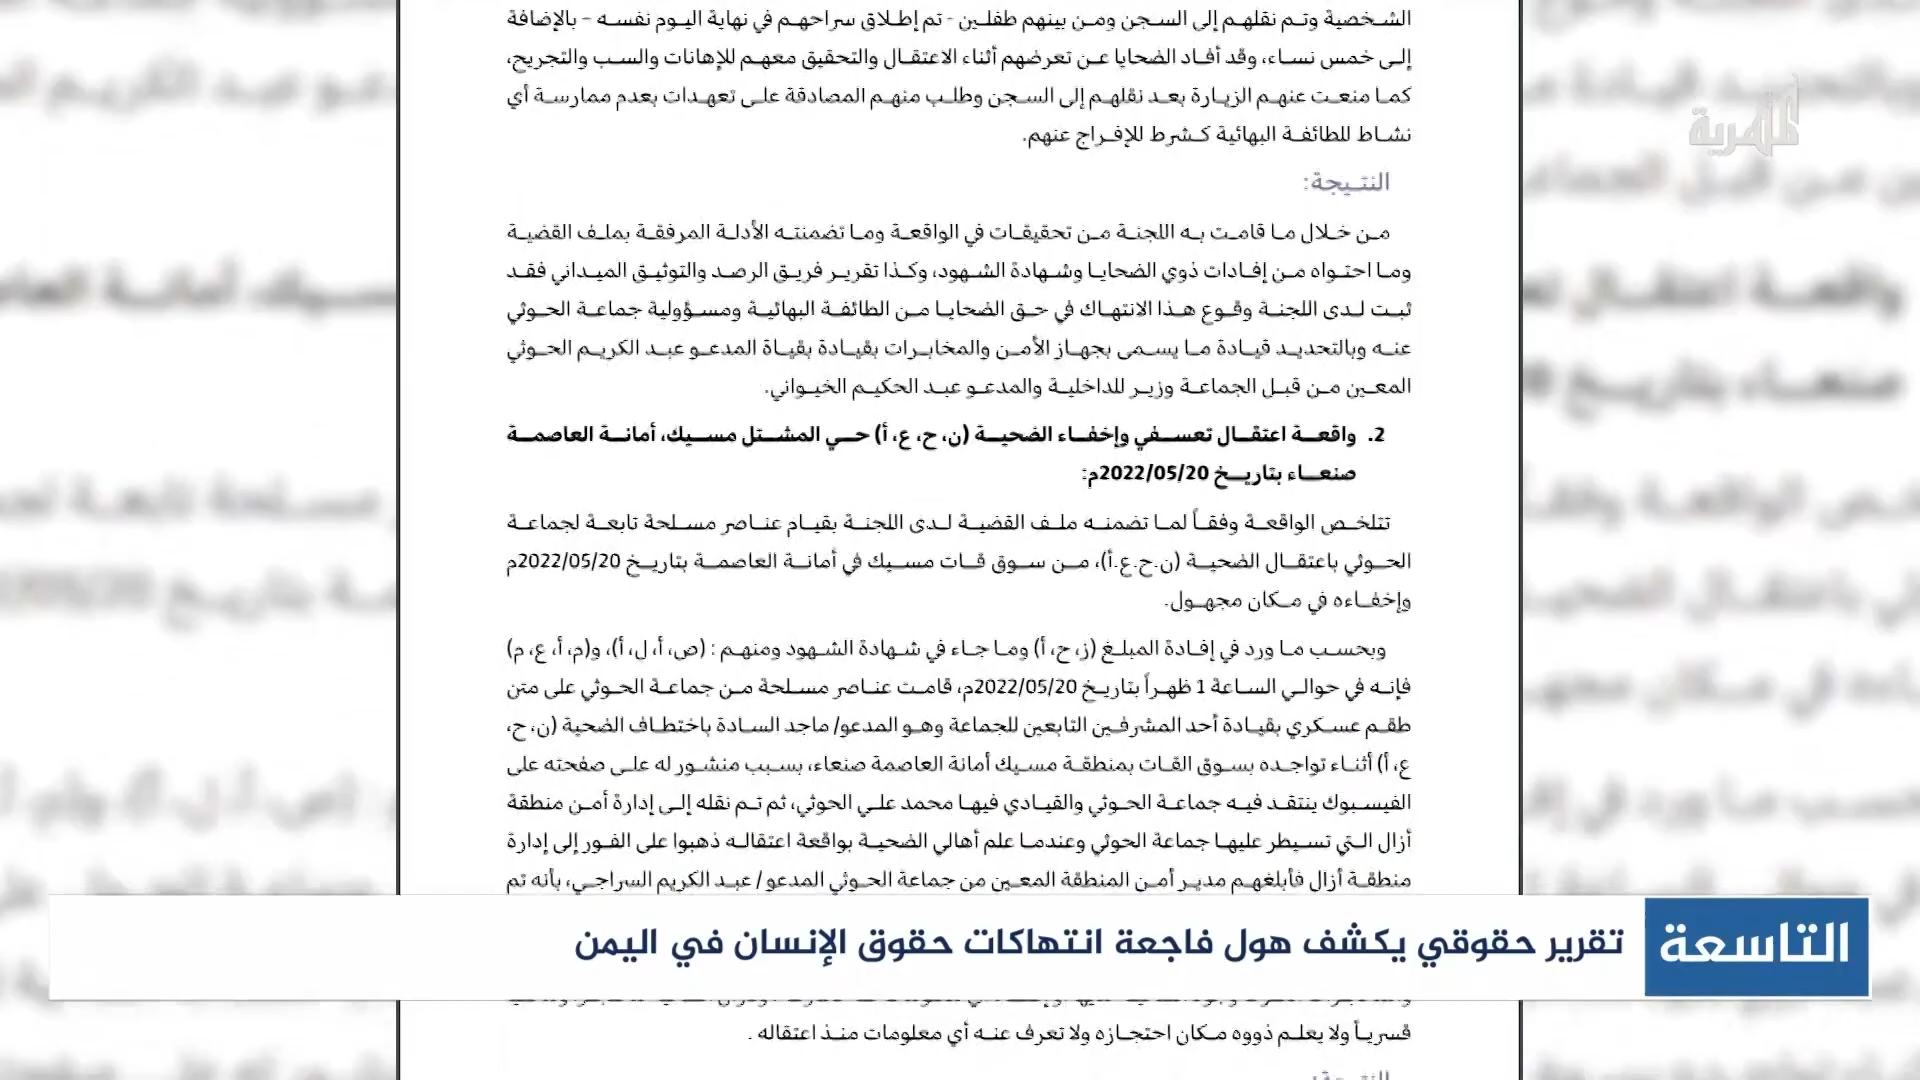 الشخصية وتم نقلهم إلى السجن ومن بينهم طفلين - تم إطلاق سراحهم في نهاية اليوم نفسه - بالإضافة
إلى خمس نساء، وقد أفاد الضحايا عن تعرضهم أثناء الاعتقال والتحقيق معهم للإهانات والسب والتجريح،
كما منعت عنهم الزيارة بعد نقلهم إلى السجن وطلب منهم المصادقة على تعهدات بعدم ممارسة أي
نشاط للطائفة البهائية كشرط للإفراج عنهم.
المهرية
النتيجة:
من خلال ما قامت به اللجنة من تحقيقات في الواقعة وما تضمنته الأدلة المرفقة بملف القضية
وما احتواه من إفادات ذوي الضحايا وشهادة الشهود، وكذا تقرير فريق الرصد والتوثيق الميداني فقد
ثبت لدى اللجنة وقوع هذا الانتهاك في حق الضحايا من الطائفة البهائية ومسؤولية جماعة الحوثي
عنه وبالتحديد قيادة ما يسمى بجهاز الأمن والمخابرات بقيادة بقياة المدعو عبد الكريم الحوثي
المعين من قبل الجماعة وزير للداخلية والمدعو عبد الحكيم الخيواني.
2. واقعة اعتقال تعسفي وإخفاء الضحية (ن، ح، ع، أ) حي المشتل مسيك، أمانة العاصمة
صنعاء بتاريخ 2022/05/20م:
تتلخص الواقعة وفقاً لما تضمنه ملف القضية لدى اللجنة بقيام عناصر مسلحة تابعة لجماعة
الحوثي باعتقال الضحية (ن.ح.ع.أ)، من سوق قات مسيك في أمانة العاصمة بتاريخ 2022/05/20م
وإخفاءه في مكان مجهول.
وبحسب ما ورد في إفادة المبلغ (ز، ح، أ) وما جاء في شهادة الشهود ومنهم : (ص، أ، ل، أ)، و(م، أ، ع، م)
فإنه في حوالي الساعة 1 ظهراً بتاريخ 2022/05/20م، قامت عناصر مسلحة من جماعة الحوثي على متن
طقم عسكري بقيادة أحد المشرفين التابعين للجماعة وهو المدعو/ ماجد السادة باختطاف الضحية (ن، ح،
ع، أ) أثناء تواجده بسوق القات بمنطقة مسيك أمانة العاصمة صنعاء، بسبب منشور له على صفحته على
الفيسبوك ينتقد فيه جماعة الحوثي والقيادي فيها محمد علي الحوثي، ثم تم نقله إلى إدارة أمن منطقة
أزال التي تسيطر عليها جماعة الحوثي وعندما علم أهالي الضحية بواقعة اعتقاله ذهبوا على الفور إلى إدارة
منطقة أزال فأبلغهم مدير أمن المنطقة المعين من جماعة الحوثي المدعو / عبد الكريم السراجي، بأنه تم
التاسعة
تقرير حقوقي يكشف هول فاجعة انتهاكات حقوق الإنسان في اليمن
قسرياً ولا يعلم ذووه مكان احتجازه ولا تعرف عنه أي معلومات منذ اعتقاله .